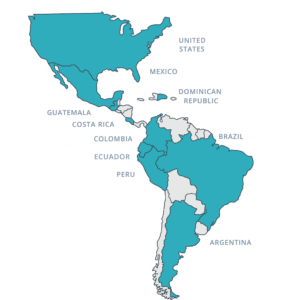 UNITED
STATES
MEXICO
DOMINICAN
REPUBLIC
GUATEMALA
COSTA RICA
COLOMBIA
BRAZIL
ECUADOR
PERU
ARGENTINA